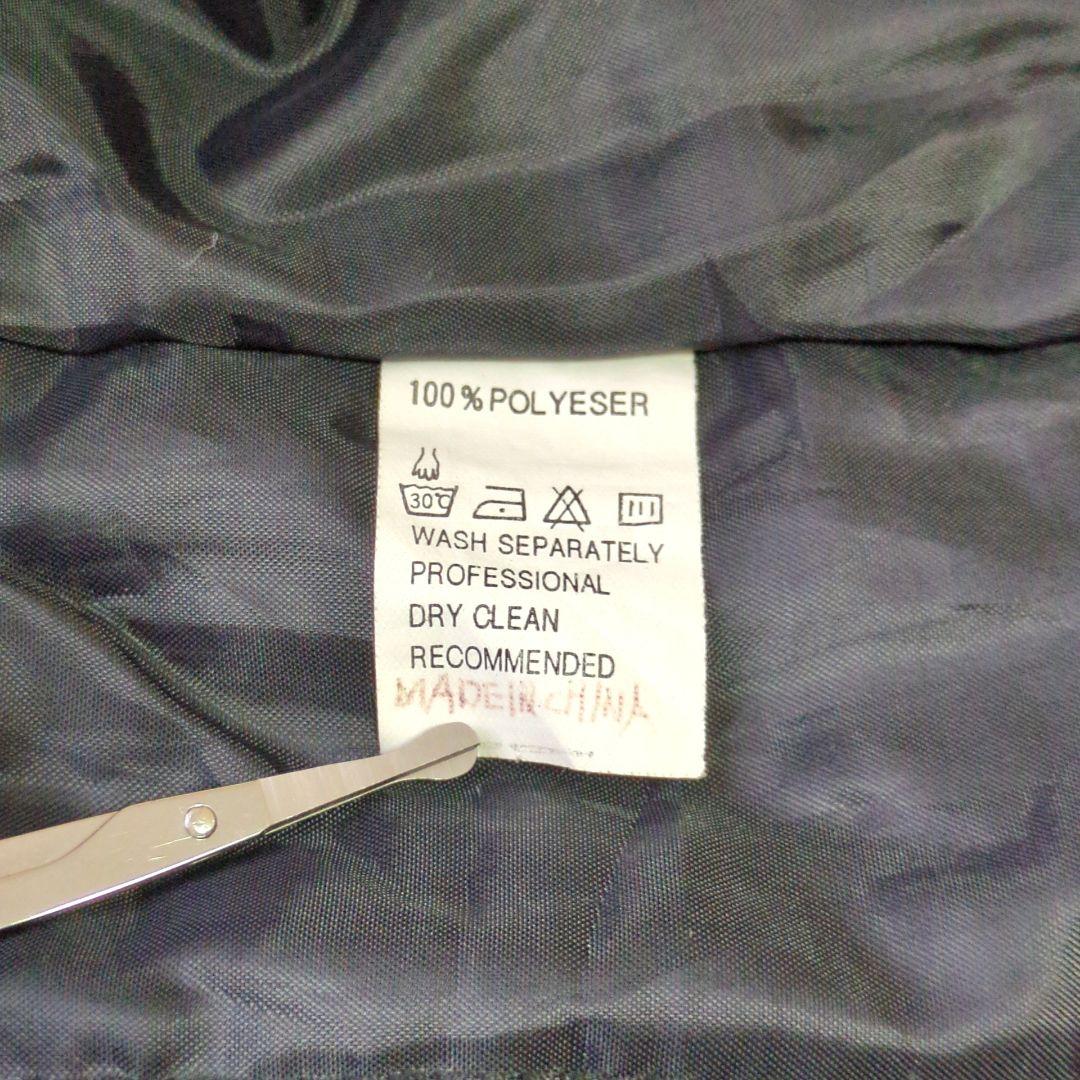 100% POLYESER
30℃
WASH SEPARATELY
PROFESSIONAL
DRY CLEAN
RECOMMENDED
MADE IN CHINA